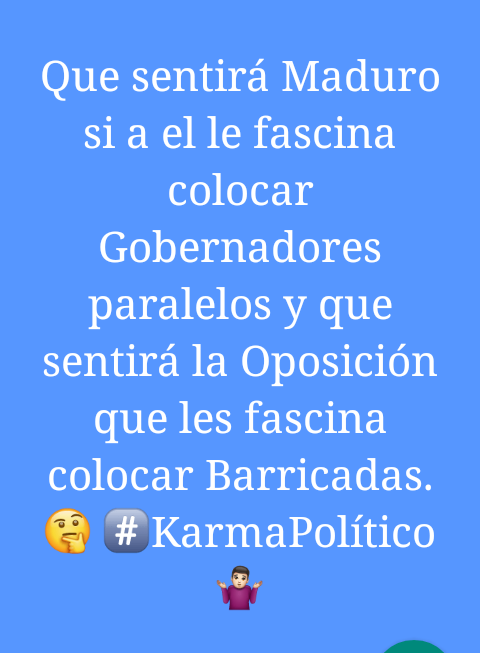 Que sentirá Maduro
si a el le fascina
colocar
Gobernadores
paralelos y que
sentirá la Oposición
que les fascina
colocar Barricadas.
🤔 #️⃣KarmaPolítico
🤷🏻‍♂️